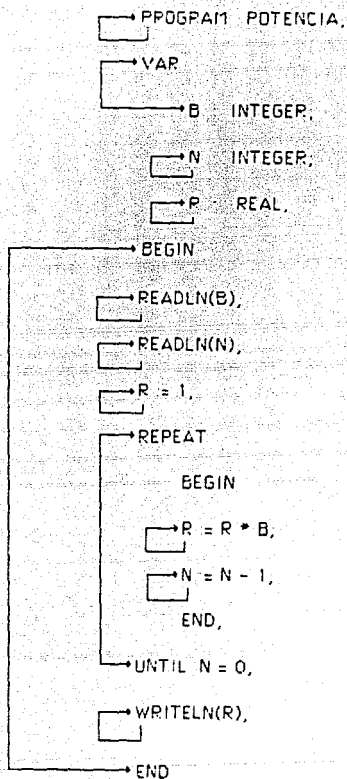 PROGRAM POTENCIA,
VAR
B INTEGER,
N INTEGER;
R REAL,
BEGIN
READLN(B),
READLN(N),
R = 1,
REPEAT
BEGIN
R = R * B,
N = N - 1,
END,
UNTIL N = 0,
WRITELN(R),
END